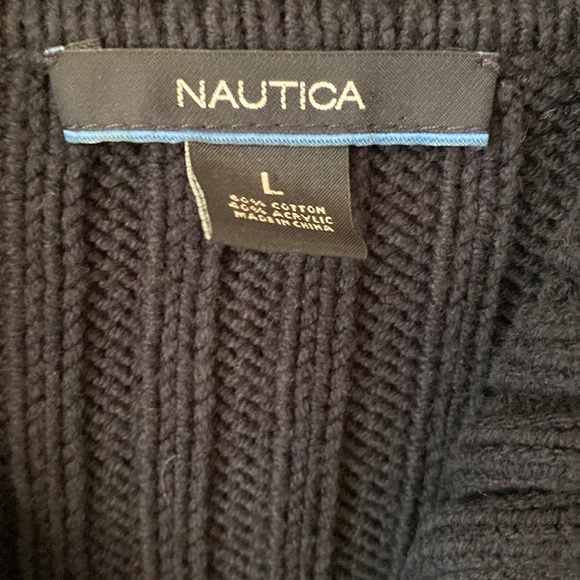 NAUTICA
L
60% COTTON
40% ACRYLIC
MADE IN CHINA